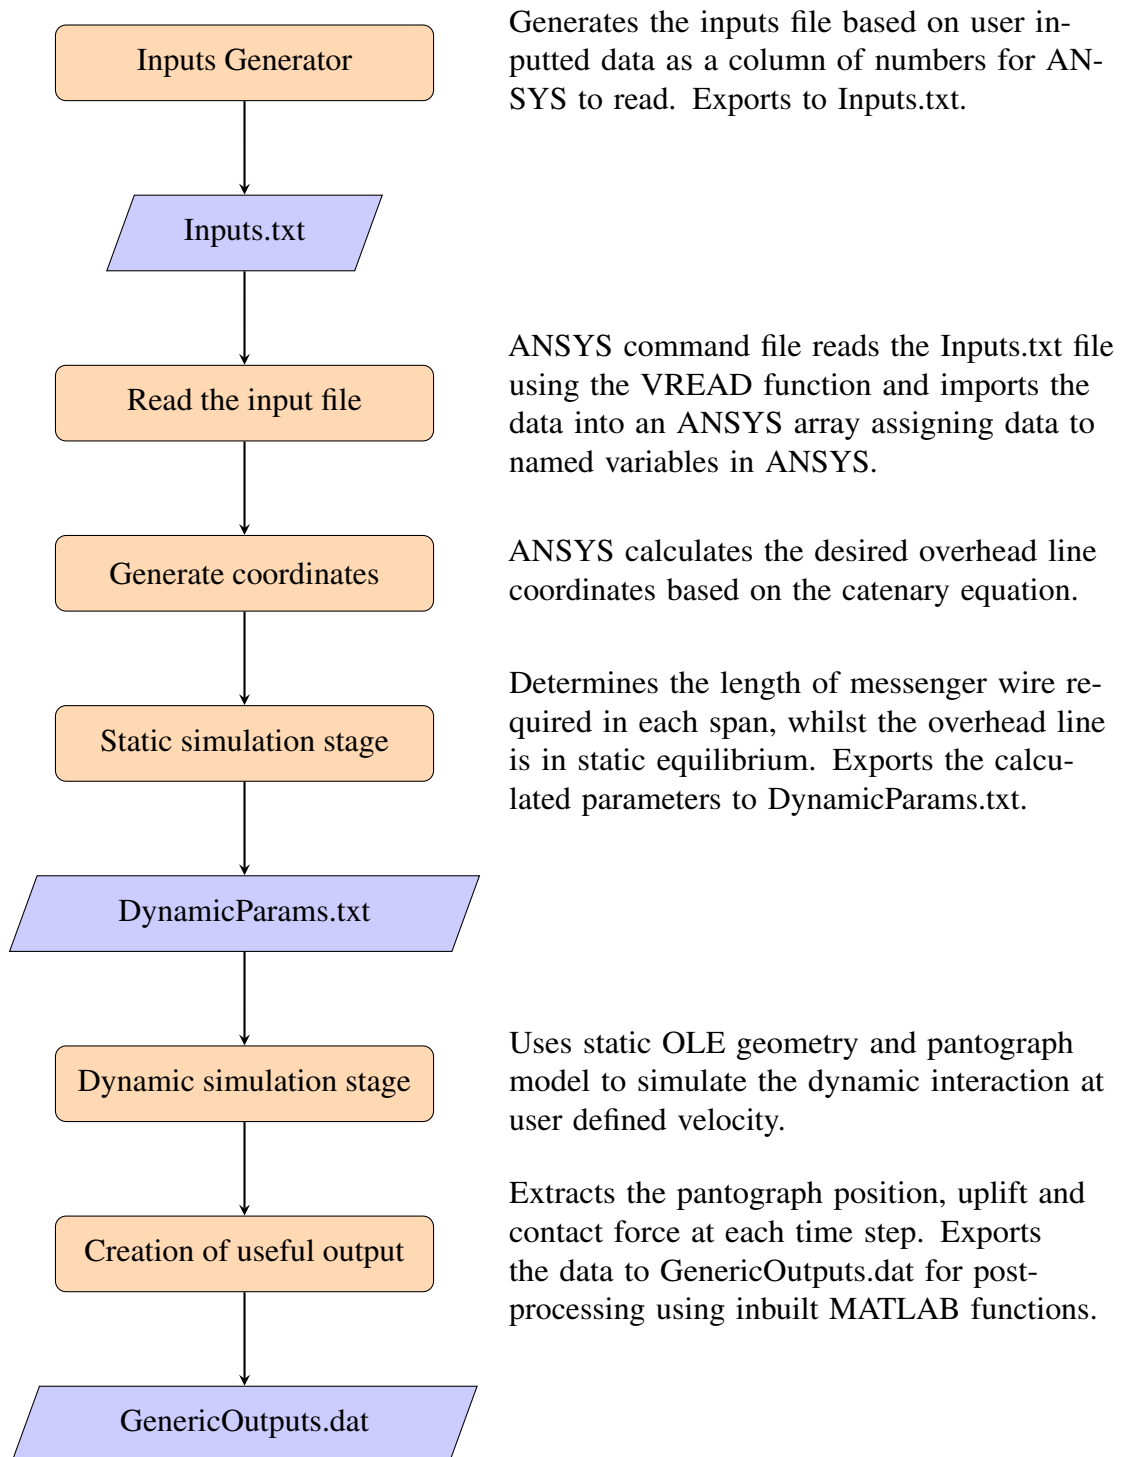 Inputs Generator
Generates the inputs file based on user in-
putted data as a column of numbers for AN-
SYS to read. Exports to Inputs.txt.
Inputs.txt
Read the input file
ANSYS command file reads the Inputs.txt file
using the VREAD function and imports the
data into an ANSYS array assigning data to
named variables in ANSYS.
Generate coordinates
ANSYS calculates the desired overhead line
coordinates based on the catenary equation.
Static simulation stage
Determines the length of messenger wire re-
quired in each span, whilst the overhead line
is in static equilibrium. Exports the calcu-
lated parameters to DynamicParams.txt.
DynamicParams.txt
Dynamic simulation stage
Uses static OLE geometry and pantograph
model to simulate the dynamic interaction at
user defined velocity.
Creation of useful output
Extracts the pantograph position, uplift and
contact force at each time step. Exports
the data to GenericOutputs.dat for post-
processing using inbuilt MATLAB functions.
GenericOutputs.dat